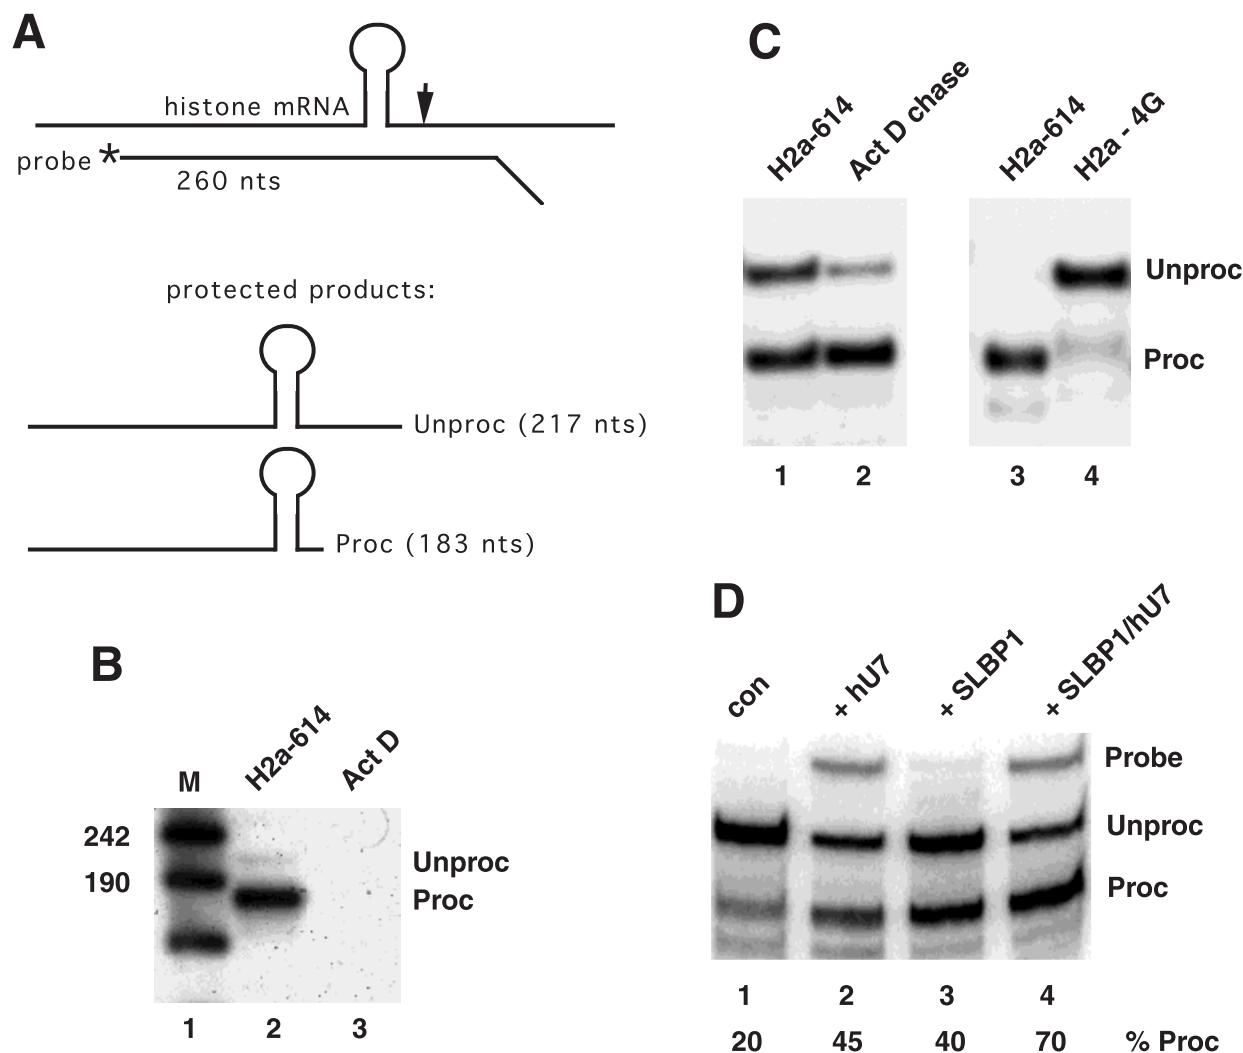 A
histone mRNA
probe *
260 nts
protected products:
Unproc (217 nts)
Proc (183 nts)
B
M H2a-614 Act D
242
190
Unproc
Proc
1 2 3
C
H2a-614 Act D chase H2a-614 H2a - 4G
Unproc
Proc
1 2 3 4
D
con + hU7 + SLBP1 + SLBP1/hU7
Probe
Unproc
Proc
1 2 3 4
20 45 40 70 % Proc